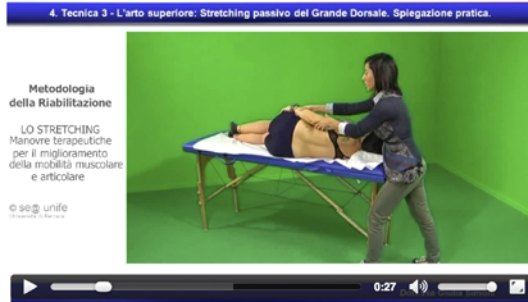 4. Tecnica 3 - L'arto superiore: Stretching passivo del Grande Dorsale. Spiegazione pratica.
Metodologia
della Riabilitazione
LO STRETCHING
Manovre terapeutiche
per il miglioramento
della mobilità muscolare
e articolare
© se@ unife
0:27